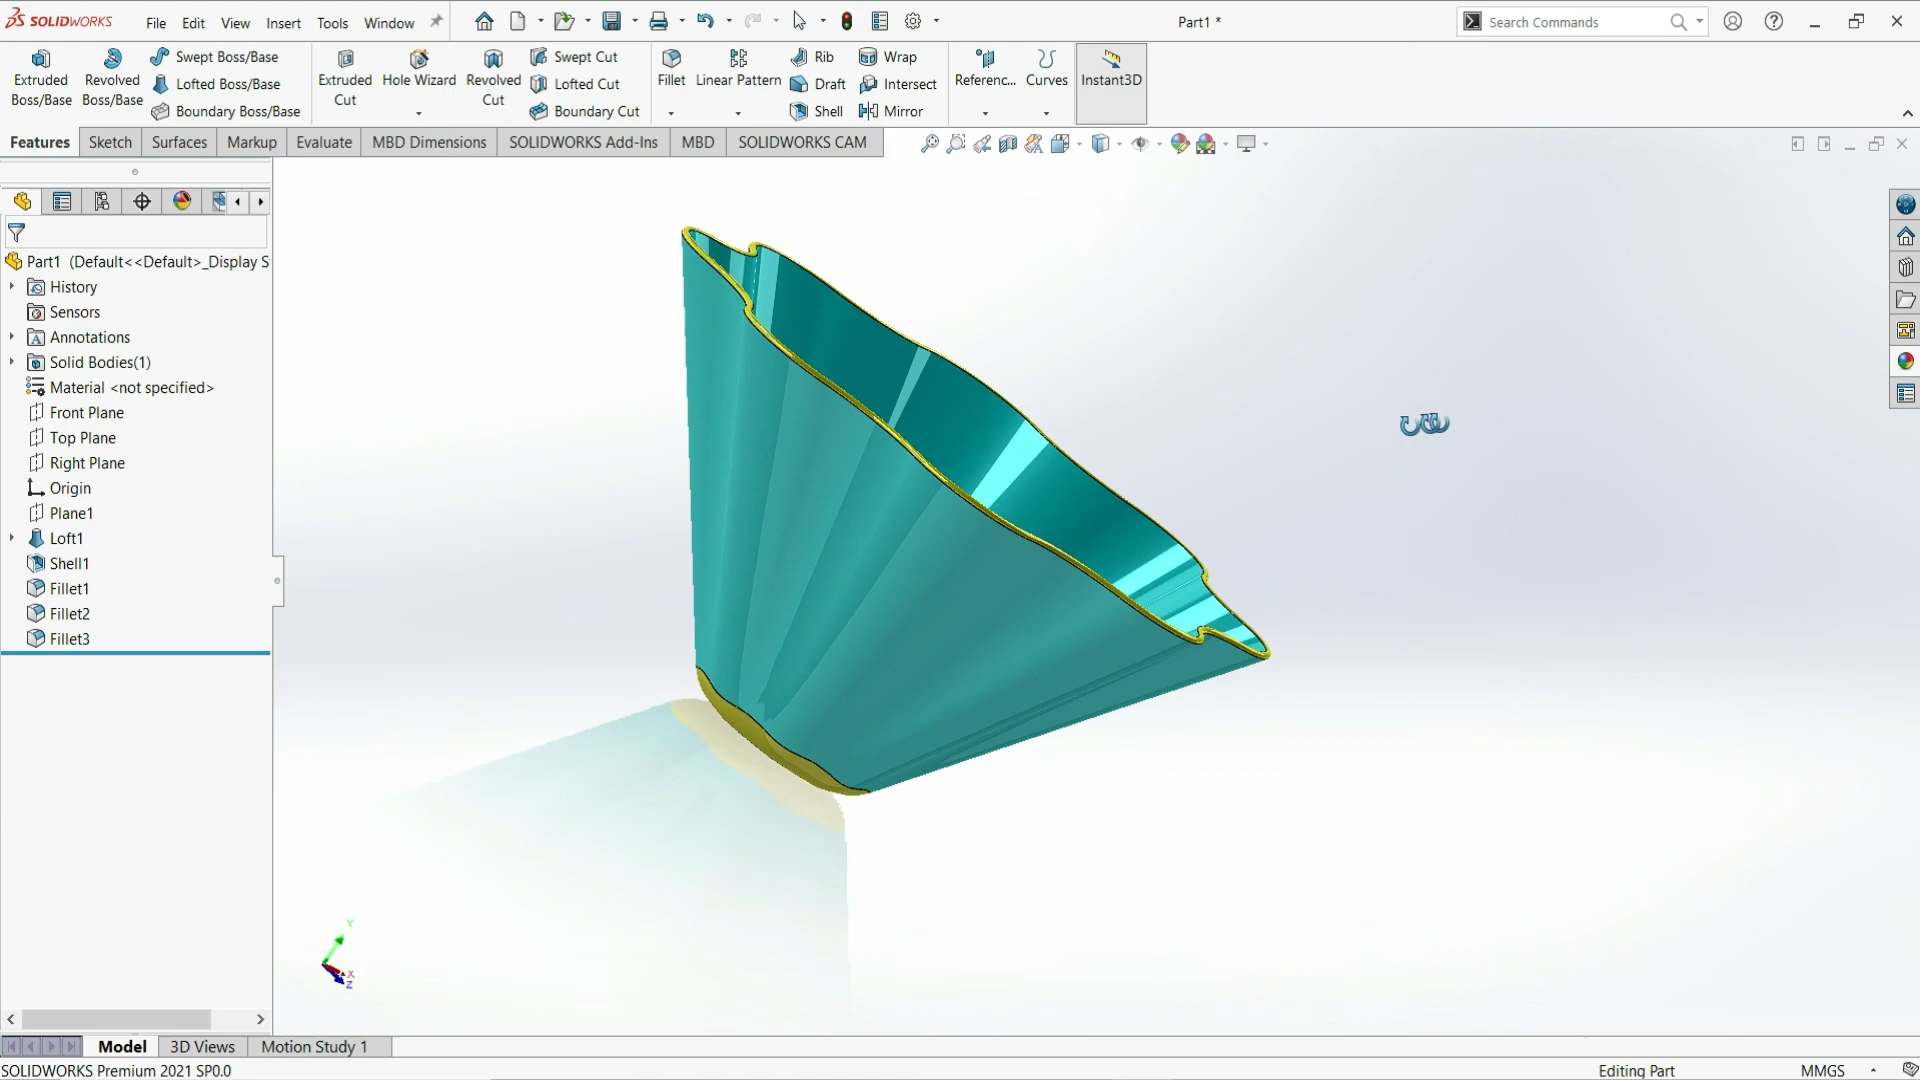 SOLIDWORKS File Edit View Insert Tools Window Part1 * Search Commands
Extruded Boss/Base
Revolved Boss/Base
Swept Boss/Base
Lofted Boss/Base
Boundary Boss/Base
Extruded Cut
Hole Wizard
Revolved Cut
Swept Cut
Lofted Cut
Boundary Cut
Fillet
Linear Pattern
Rib
Draft
Shell
Wrap
Intersect
Mirror
Referenc...
Curves
Instant3D
Features Sketch Surfaces Markup Evaluate MBD Dimensions SOLIDWORKS Add-Ins MBD SOLIDWORKS CAM
Part1 (Default<<Default>_Display S
History
Sensors
Annotations
Solid Bodies(1)
Material <not specified>
Front Plane
Top Plane
Right Plane
Origin
Plane1
Loft1
Shell1
Fillet1
Fillet2
Fillet3
Y
X
Z
Model 3D Views Motion Study 1
SOLIDWORKS Premium 2021 SP0.0 Editing Part MMGS